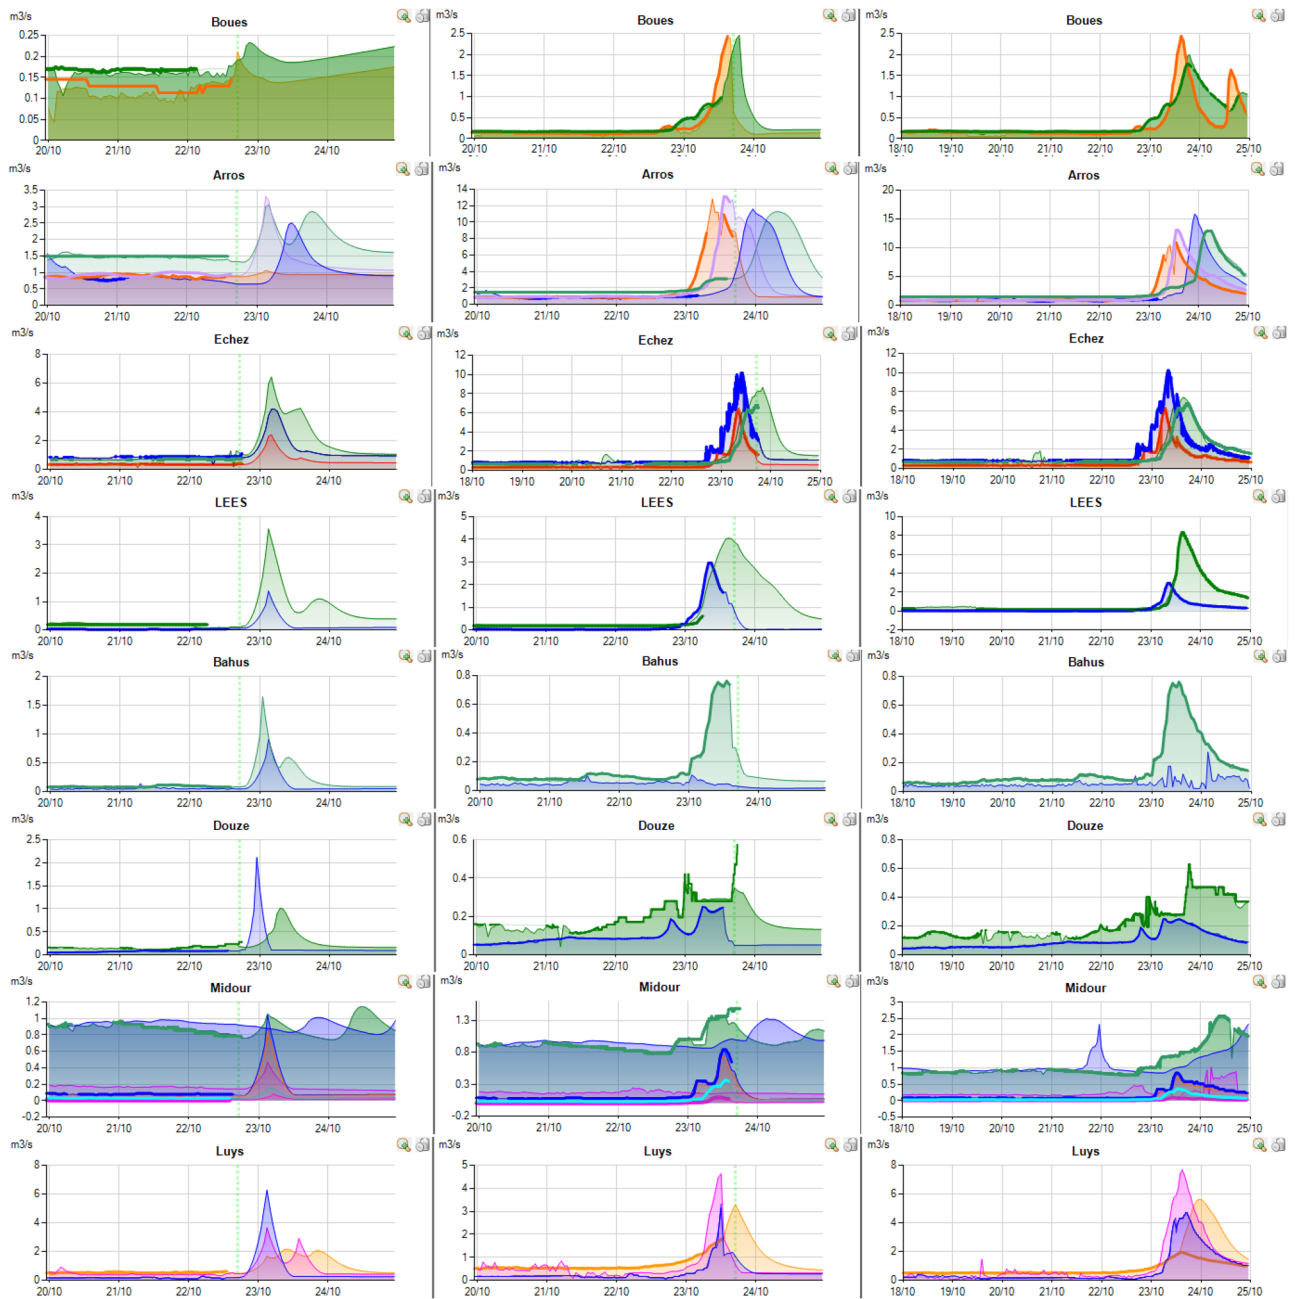 m3/s Boues m3/s Boues m3/s Boues
0.25 2.5 2.5
0.2 2 2
0.15 1.5 1.5
0.1 1 1
0.05 0.5 0.5
0 0 0
20/10 21/10 22/10 23/10 24/10 20/10 21/10 22/10 23/10 24/10 18/10 19/10 20/10 21/10 22/10 23/10 24/10 25/10
m3/s Arros m3/s Arros m3/s Arros
3.5 14 20
3 12
2.5 10 15
2 8
1.5 6 10
1 4 5
0.5 2
0 0 0
20/10 21/10 22/10 23/10 24/10 20/10 21/10 22/10 23/10 24/10 18/10 19/10 20/10 21/10 22/10 23/10 24/10 25/10
m3/s Echez m3/s Echez m3/s Echez
8 12 12
6 10 10
8 8
4 6 6
2 4 4
2 2
0 0 0
20/10 21/10 22/10 23/10 24/10 18/10 19/10 20/10 21/10 22/10 23/10 24/10 25/10 18/10 19/10 20/10 21/10 22/10 23/10 24/10 25/10
m3/s LEES m3/s LEES m3/s LEES
4 5 10
3 4 8
3 6
2 4
2 2
1 1 0
0 0 -2
20/10 21/10 22/10 23/10 24/10 20/10 21/10 22/10 23/10 24/10 18/10 19/10 20/10 21/10 22/10 23/10 24/10 25/10
m3/s Bahus m3/s Bahus m3/s Bahus
2 0.8 0.8
1.5 0.6 0.6
1 0.4 0.4
0.5 0.2 0.2
0 0 0
20/10 21/10 22/10 23/10 24/10 20/10 21/10 22/10 23/10 24/10 18/10 19/10 20/10 21/10 22/10 23/10 24/10 25/10
m3/s Douze m3/s Douze m3/s Douze
2.5 0.6 0.8
2 0.6
1.5 0.4
1 0.4
0.5 0.2 0.2
0 0 0
20/10 21/10 22/10 23/10 24/10 20/10 21/10 22/10 23/10 24/10 18/10 19/10 20/10 21/10 22/10 23/10 24/10 25/10
m3/s Midour m3/s Midour m3/s Midour
1.2 3
1 1.3 2.5
0.8 2
0.6 0.8 1.5
0.4 1
0.2 0.3 0.5
0 0
-0.2 -0.2 -0.5
20/10 21/10 22/10 23/10 24/10 20/10 21/10 22/10 23/10 24/10 18/10 19/10 20/10 21/10 22/10 23/10 24/10 25/10
m3/s Luys m3/s Luys m3/s Luys
8 5 8
6 4 6
4 3 4
2 2 2
1
0 0 0
20/10 21/10 22/10 23/10 24/10 20/10 21/10 22/10 23/10 24/10 18/10 19/10 20/10 21/10 22/10 23/10 24/10 25/10